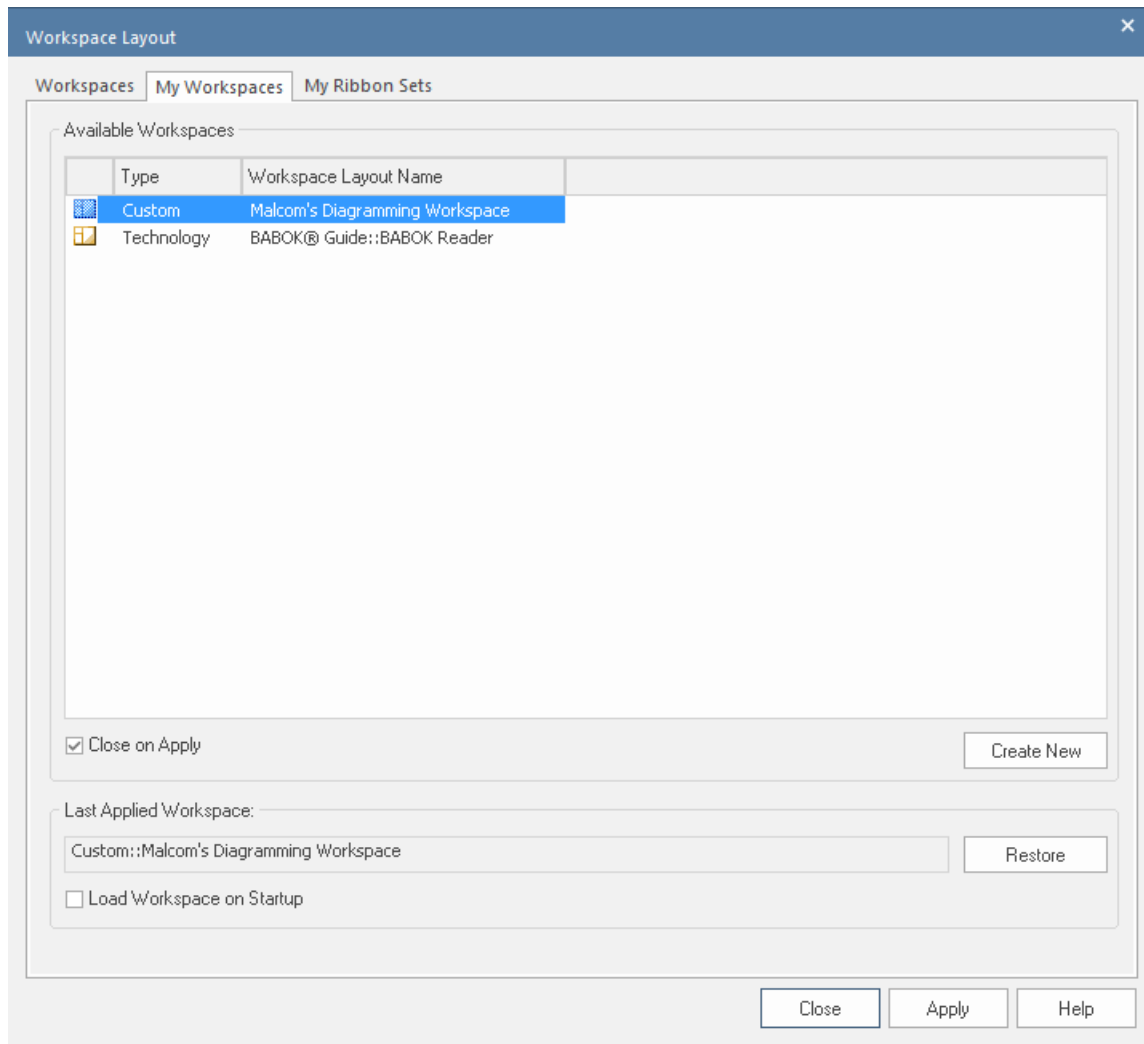 Workspace Layout
Workspaces My Workspaces My Ribbon Sets
Available Workspaces
Type Workspace Layout Name
Custom Malcom's Diagramming Workspace
Technology BABOK® Guide::BABOK Reader
Close on Apply
Create New
Last Applied Workspace:
Custom::Malcom's Diagramming Workspace
Restore
Load Workspace on Startup
Close Apply Help